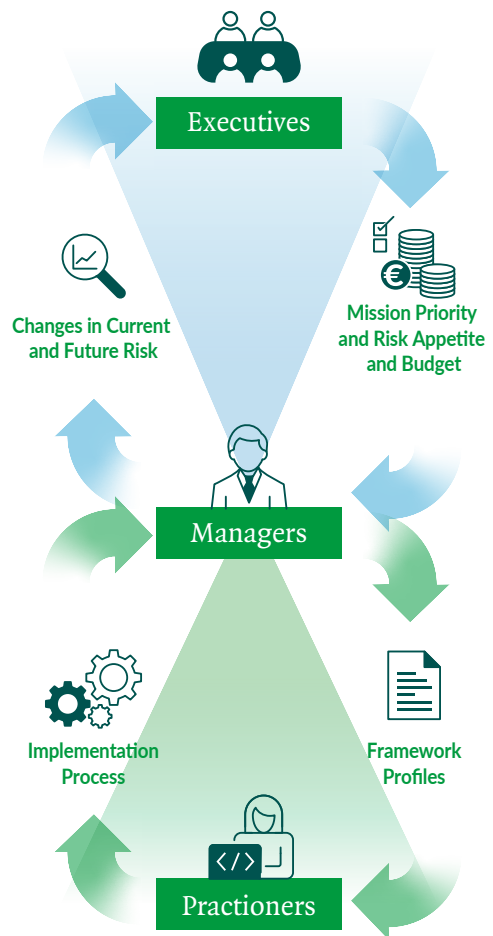 Executives
Changes in Current
and Future Risk
Mission Priority
and Risk Appetite
and Budget
€
Managers
Implementation
Process
Framework
Profiles
</>
Practioners